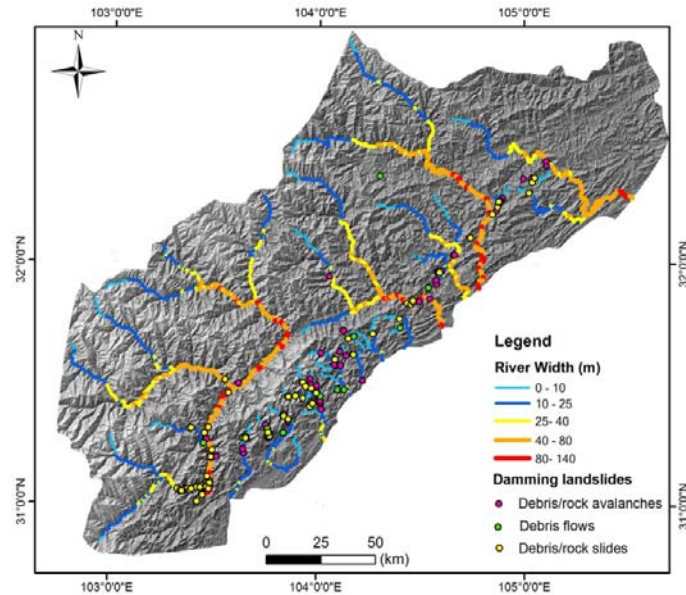 103°0'0"E 104°0'0"E 105°0'0"E
N
32°0'0"N
32°0'0"N
31°0'0"N
31°0'0"N
Legend
River Width (m)
0 - 10
10 - 25
25- 40
40 - 80
80- 140
Damming landslides
Debris/rock avalanches
Debris flows
Debris/rock slides
0 25 50
(km)
103°0'0"E 104°0'0"E 105°0'0"E